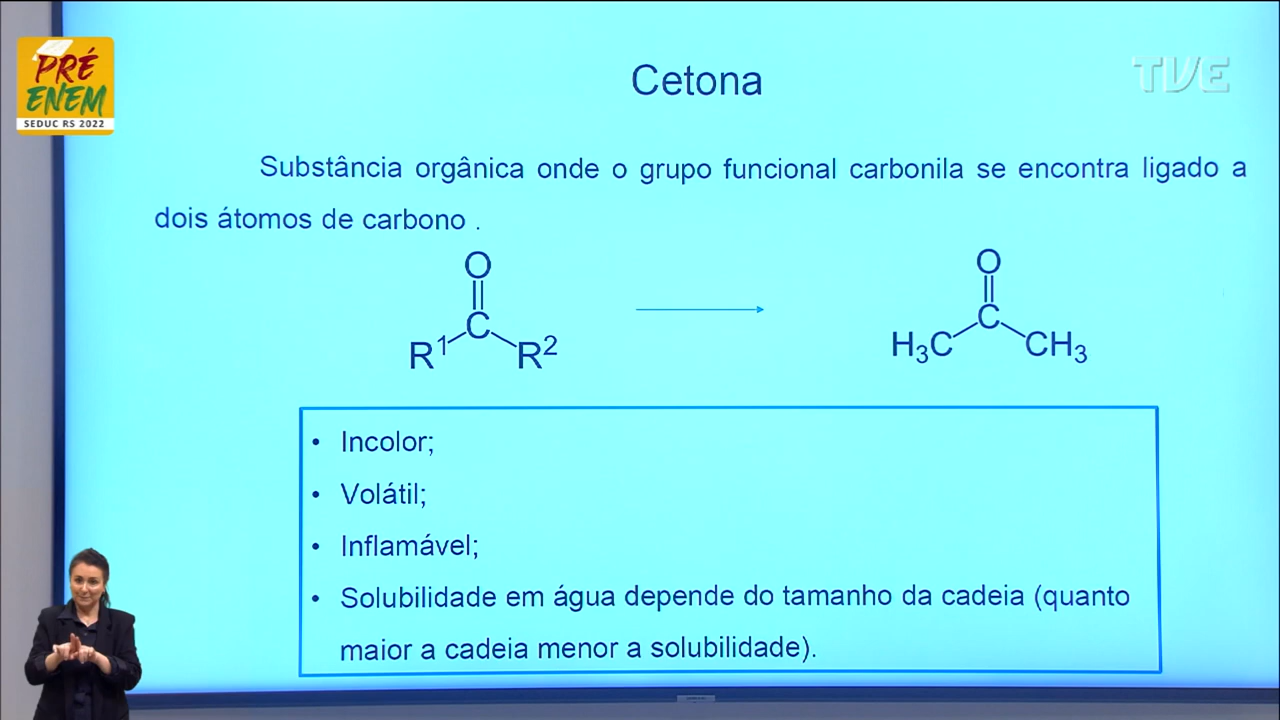 PRÉ
ENEM
SEDUC RS 2022
TVE
Cetona
Substância orgânica onde o grupo funcional carbonila se encontra ligado a
dois átomos de carbono .
O
C
R¹ R²
O
C
H₃C CH₃
• Incolor;
• Volátil;
• Inflamável;
• Solubilidade em água depende do tamanho da cadeia (quanto
maior a cadeia menor a solubilidade).